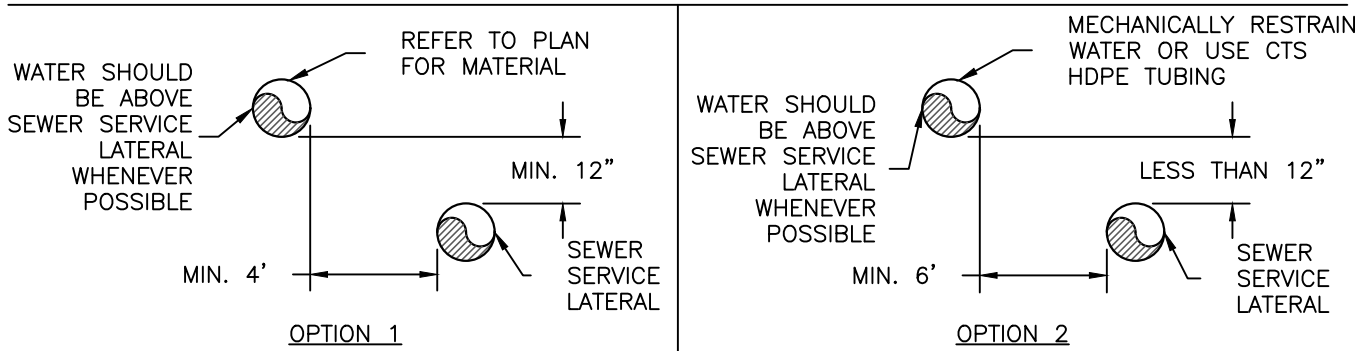 REFER TO PLAN
FOR MATERIAL
WATER SHOULD
BE ABOVE
SEWER SERVICE
LATERAL
WHENEVER
POSSIBLE
MIN. 12”
MIN. 4'
SEWER
SERVICE
LATERAL
OPTION 1
MECHANICALLY RESTRAIN
WATER OR USE CTS
HDPE TUBING
WATER SHOULD
BE ABOVE
SEWER SERVICE
LATERAL
WHENEVER
POSSIBLE
LESS THAN 12”
MIN. 6'
SEWER
SERVICE
LATERAL
OPTION 2